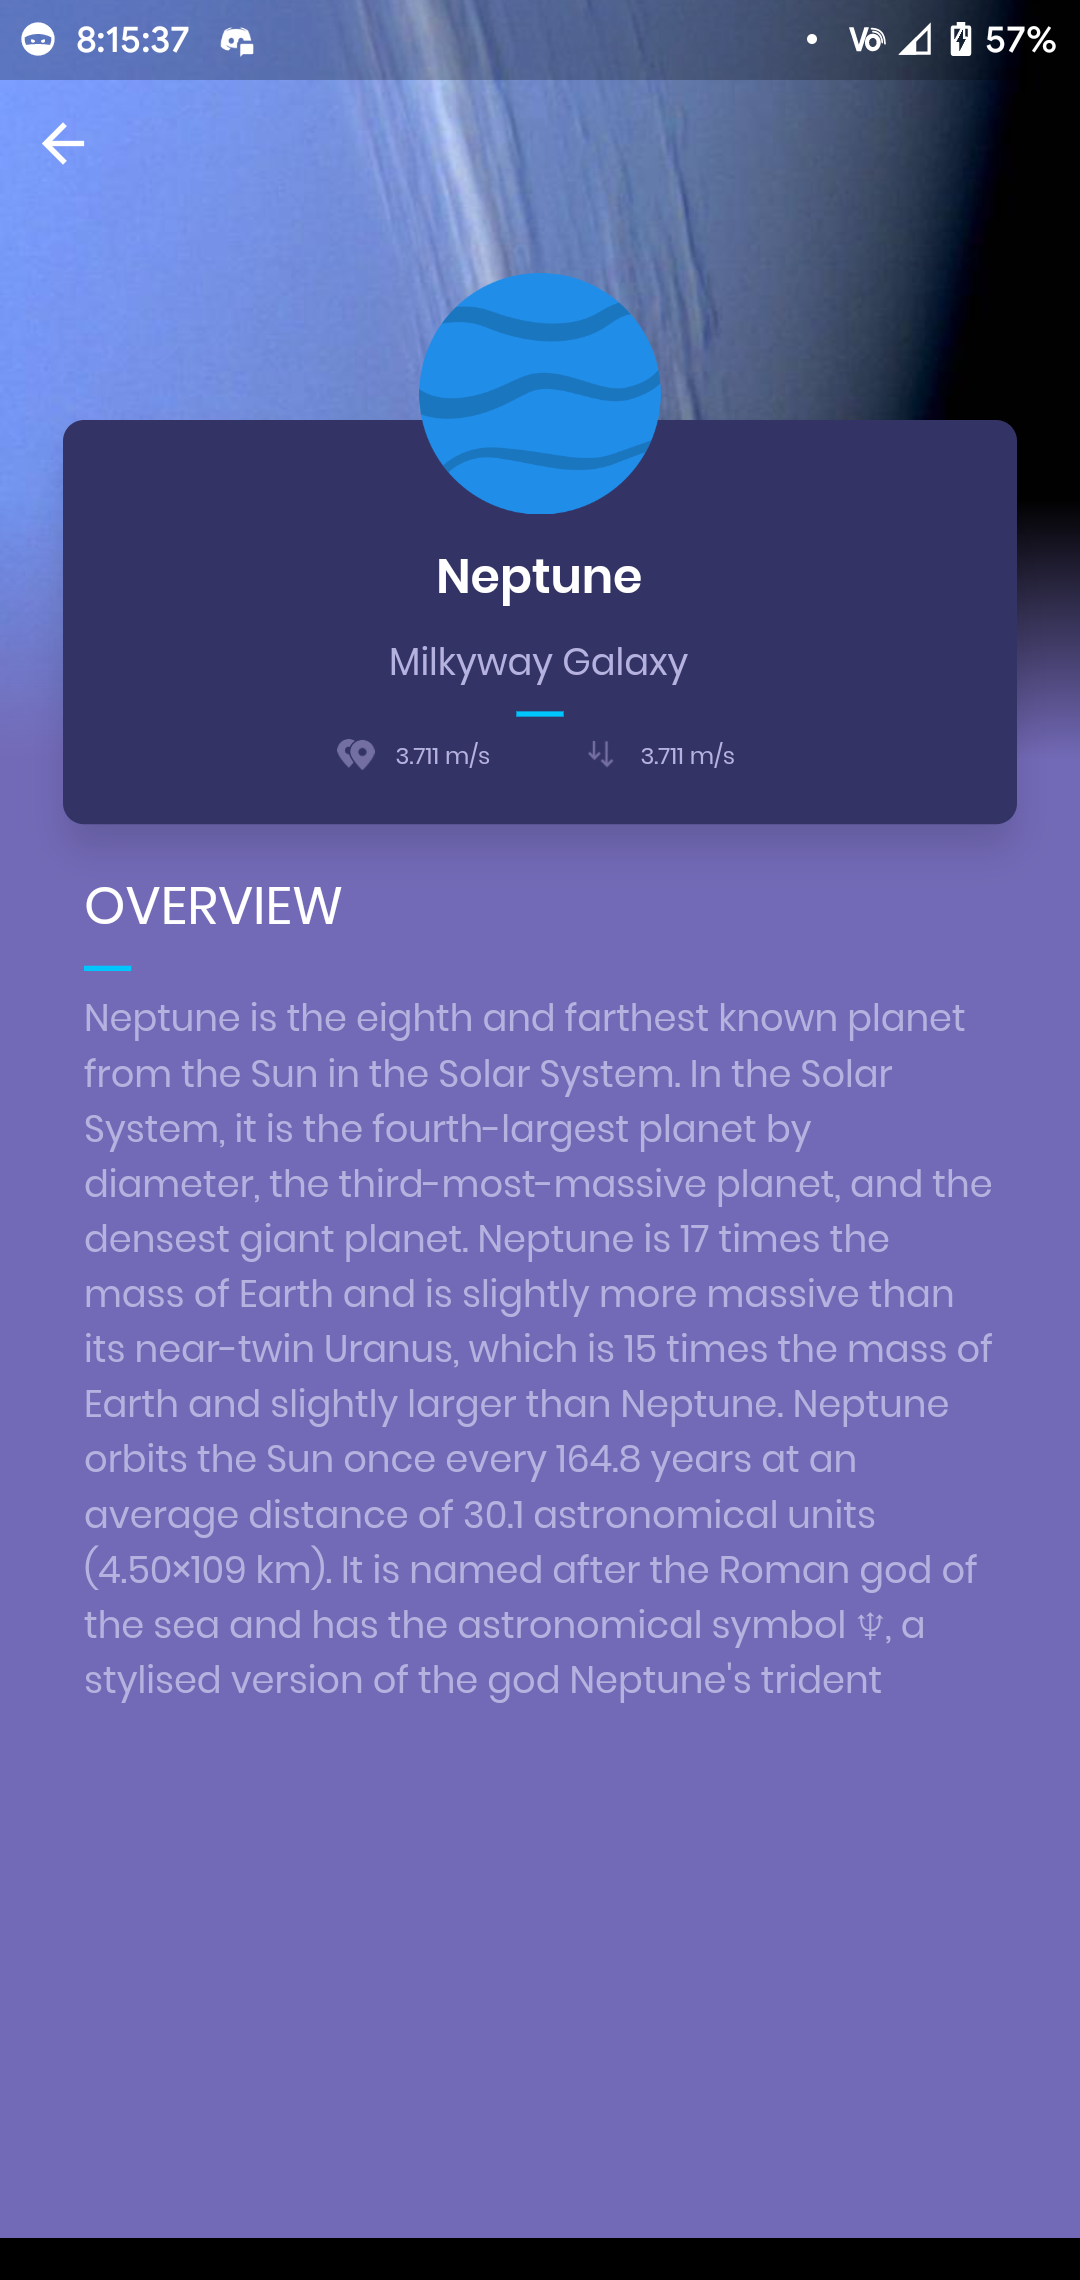 8:15:37
57%
Neptune
Milkyway Galaxy
3.711 m/s
3.711 m/s
OVERVIEW
Neptune is the eighth and farthest known planet
from the Sun in the Solar System. In the Solar
System, it is the fourth-largest planet by
diameter, the third-most-massive planet, and the
densest giant planet. Neptune is 17 times the
mass of Earth and is slightly more massive than
its near-twin Uranus, which is 15 times the mass of
Earth and slightly larger than Neptune. Neptune
orbits the Sun once every 164.8 years at an
average distance of 30.1 astronomical units
(4.50×109 km). It is named after the Roman god of
the sea and has the astronomical symbol ♆, a
stylised version of the god Neptune's trident